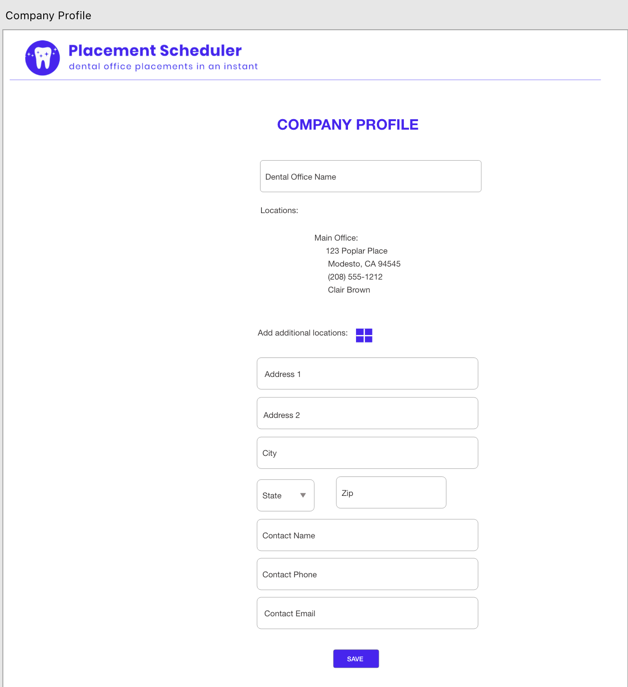 Company Profile
Placement Scheduler
dental office placements in an instant
COMPANY PROFILE
Dental Office Name
Locations:
Main Office:
123 Poplar Place
Modesto, CA 94545
(208) 555-1212
Clair Brown
Add additional locations:
Address 1
Address 2
City
State
Zip
Contact Name
Contact Phone
Contact Email
SAVE